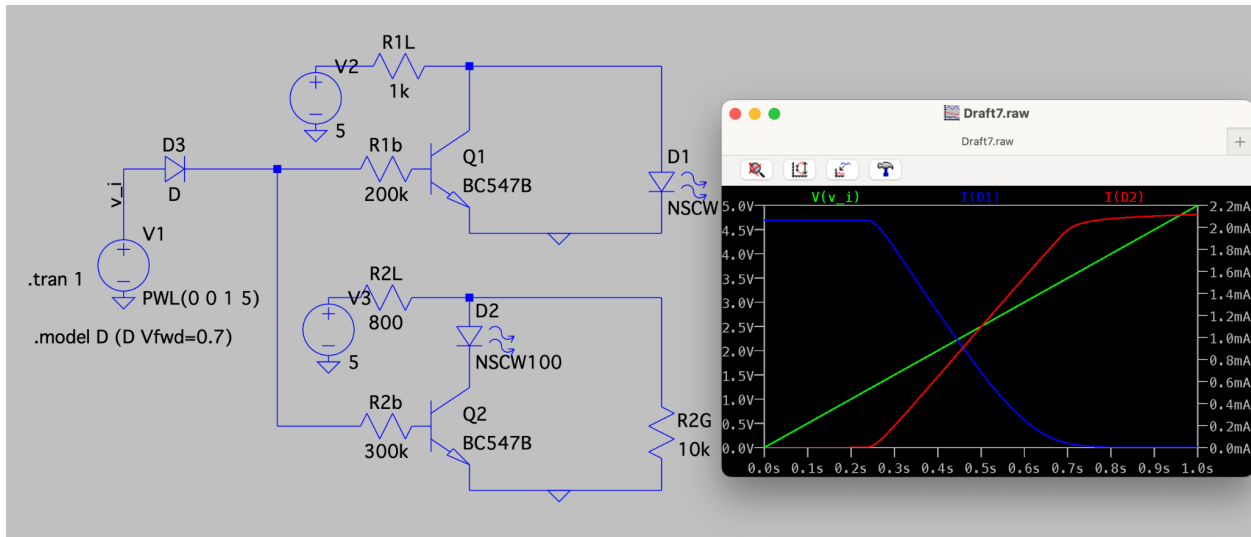 R1L
V2
1k
5
D3
D
v_i
R1b
200k
Q1
BC547B
D1
NSCW
V1
.tran 1
PWL(0 0 1 5)
.model D (D Vfwd=0.7)
R2L
V3
800
5
D2
NSCW100
R2b
300k
Q2
BC547B
R2G
10k
Draft7.raw
Draft7.raw
+
V(v_i) I(D1) I(D2)
5.0V 2.2mA
4.5V 2.0mA
4.0V 1.8mA
3.5V 1.6mA
3.0V 1.4mA
2.5V 1.2mA
2.0V 1.0mA
1.5V 0.8mA
1.0V 0.6mA
0.5V 0.4mA
0.0V 0.2mA
0.0mA
0.0s 0.1s 0.2s 0.3s 0.4s 0.5s 0.6s 0.7s 0.8s 0.9s 1.0s